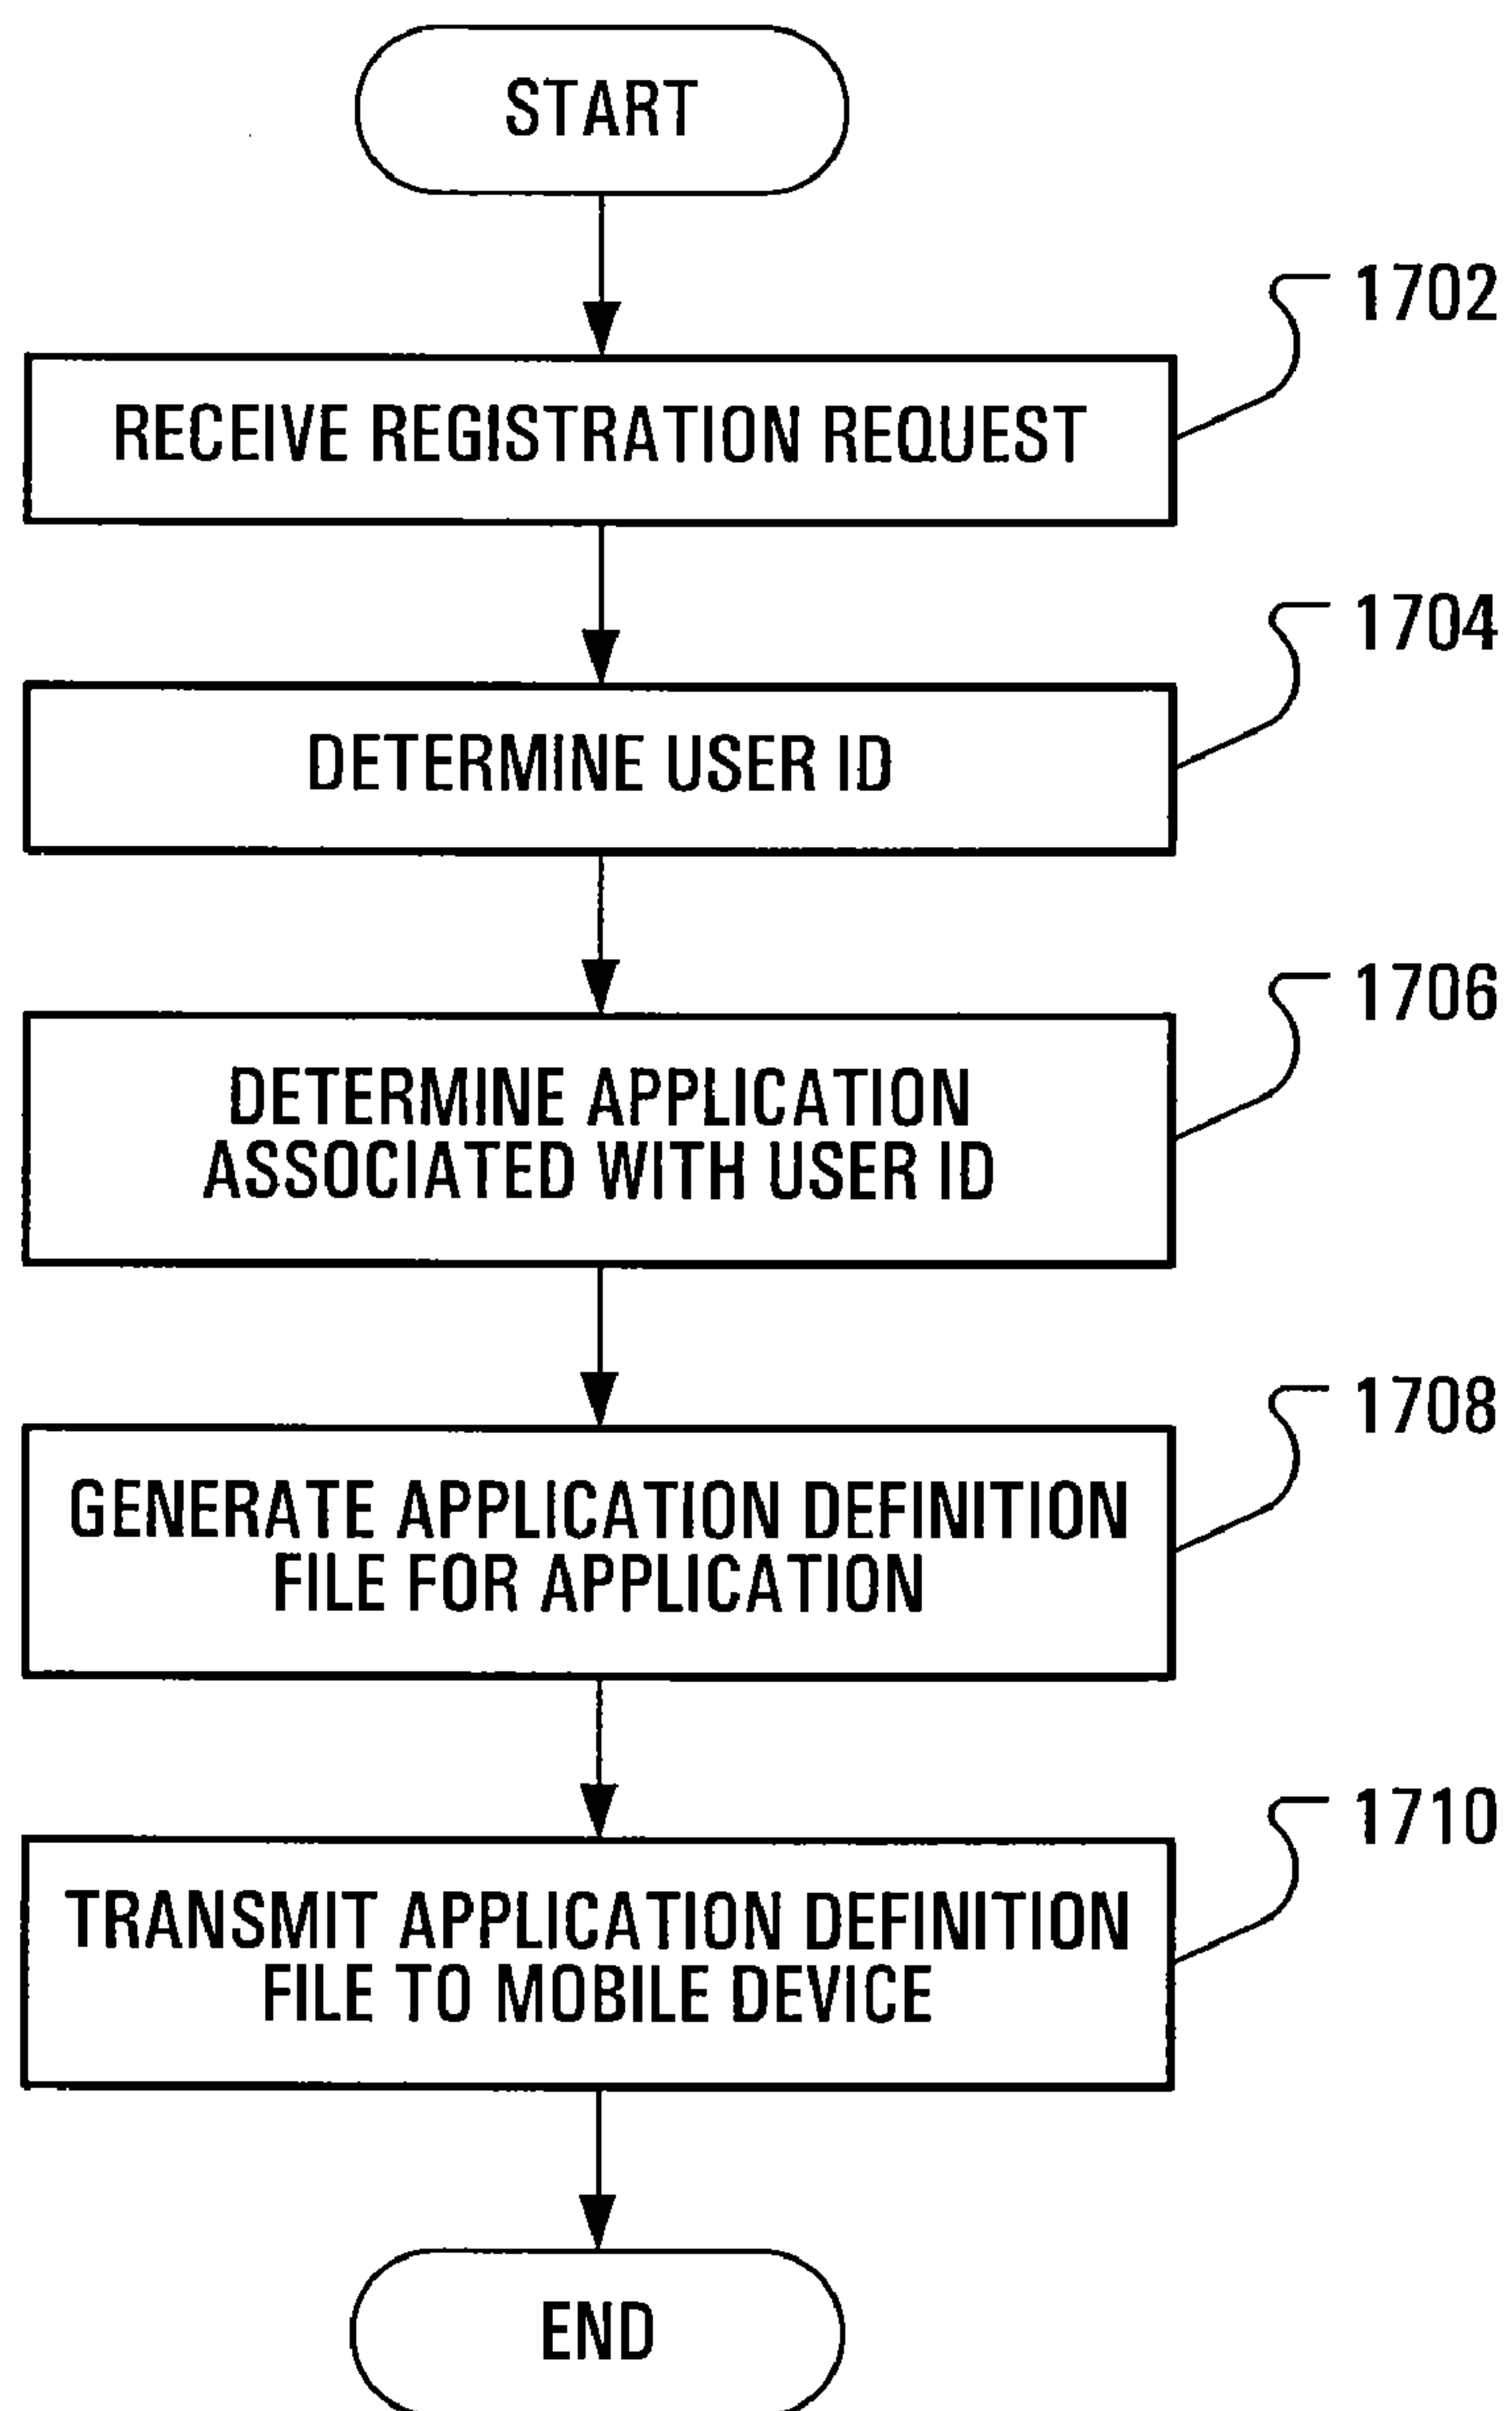 START
1702
RECEIVE REGISTRATION REQUEST
1704
DETERMINE USER ID
1706
DETERMINE APPLICATION
ASSOCIATED WITH USER ID
1708
GENERATE APPLICATION DEFINITION
FILE FOR APPLICATION
1710
TRANSMIT APPLICATION DEFINITION
FILE TO MOBILE DEVICE
END